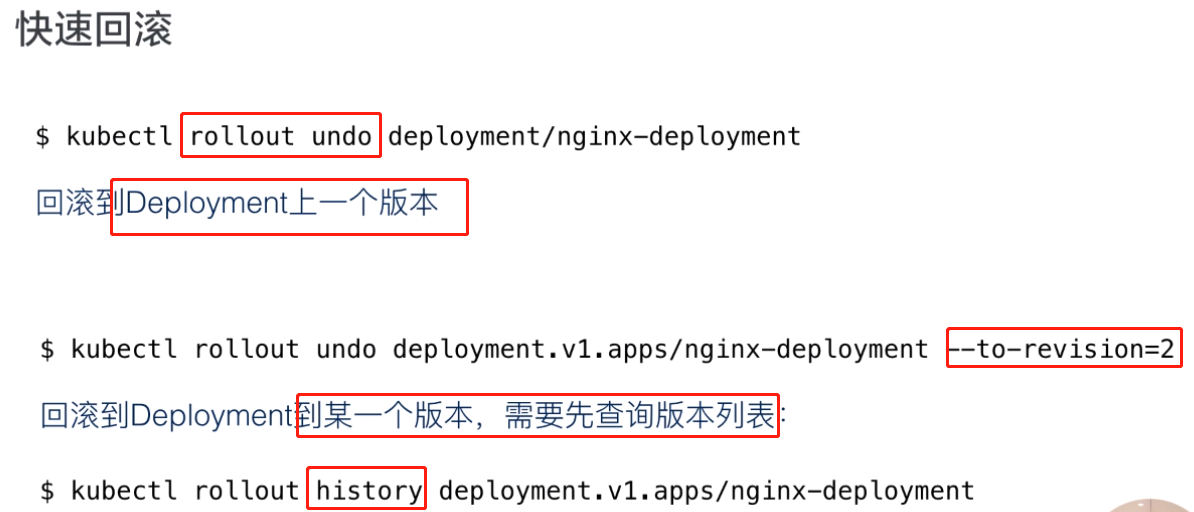 快速回滚
$ kubectl rollout undo deployment/nginx-deployment
回滚到Deployment上一个版本
$ kubectl rollout undo deployment.v1.apps/nginx-deployment --to-revision=2
回滚到Deployment到某一个版本，需要先查询版本列表:
$ kubectl rollout history deployment.v1.apps/nginx-deployment